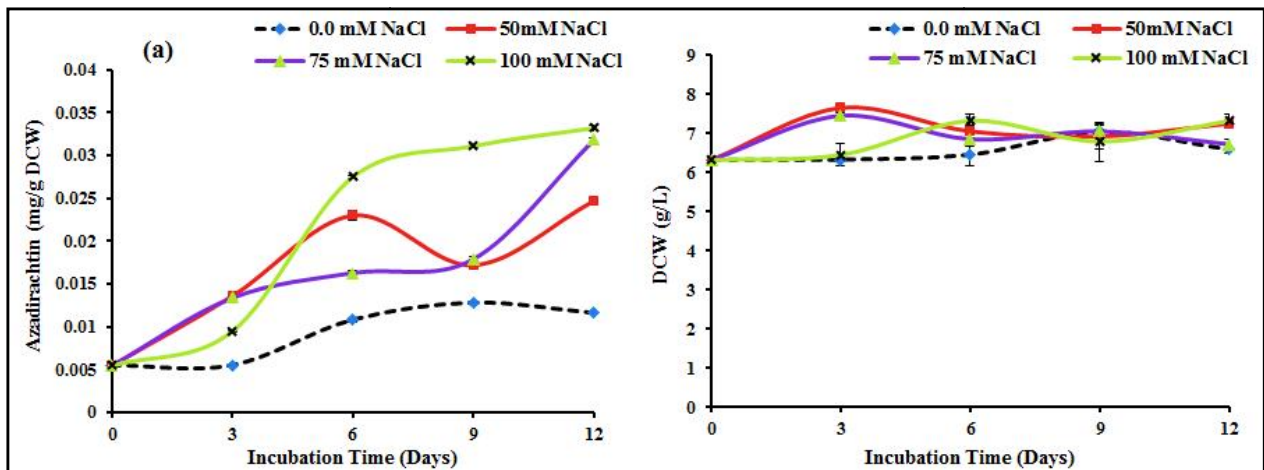 (a)
0.0 mM NaCl 50mM NaCl
75 mM NaCl 100 mM NaCl
0.04
0.035
0.03
0.025
0.02
0.015
0.01
0.005
0
Azadirachtin (mg/g DCW)
0 3 6 9 12
Incubation Time (Days)
0.0 mM NaCl 50mM NaCl
75 mM NaCl 100 mM NaCl
9
8
7
6
5
4
3
2
1
0
DCW (g/L)
0 3 6 9 12
Incubation Time (Days)